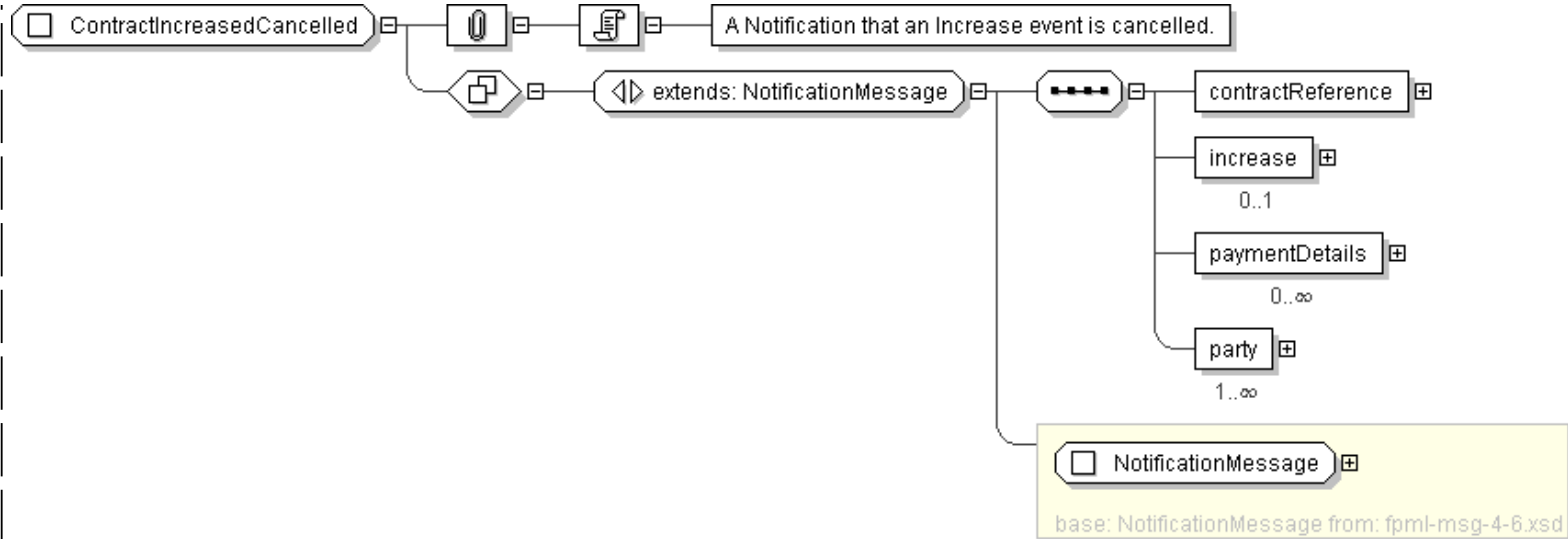 ContractIncreasedCancelled
A Notification that an Increase event is cancelled.
extends: NotificationMessage
contractReference
increase
0..1
paymentDetails
0..∞
party
1..∞
NotificationMessage
base: NotificationMessage from: fpml-msg-4-6.xsd